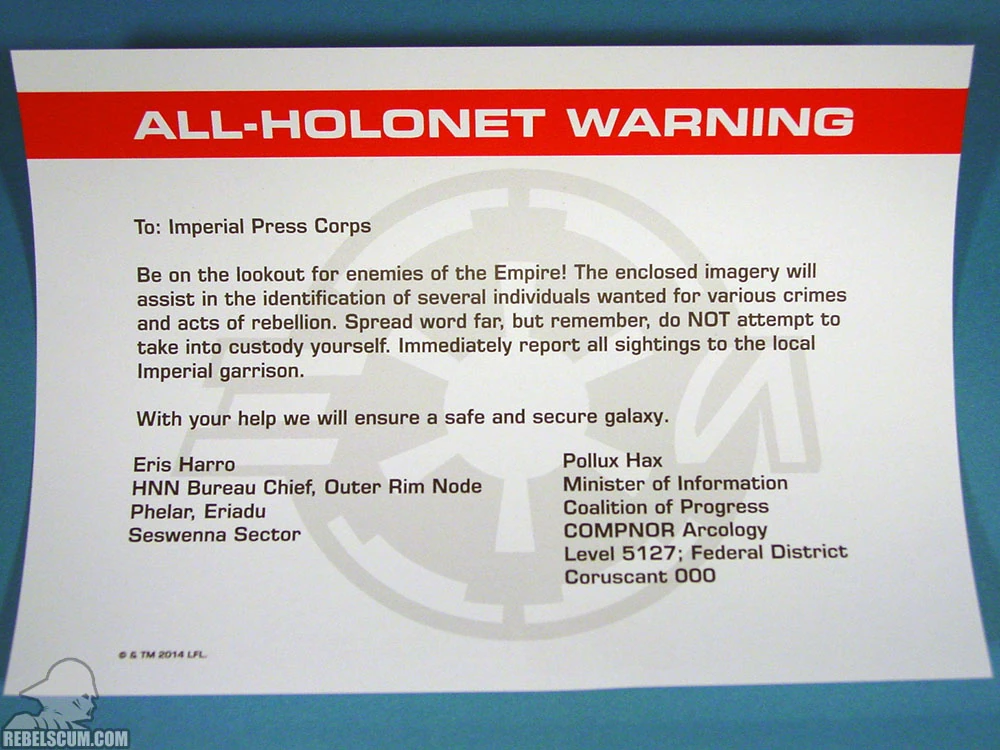 ALL-HOLONET WARNING
To: Imperial Press Corps
Be on the lookout for enemies of the Empire! The enclosed imagery will
assist in the identification of several individuals wanted for various crimes
and acts of rebellion. Spread word far, but remember, do NOT attempt to
take into custody yourself. Immediately report all sightings to the local
Imperial garrison.
With your help we will ensure a safe and secure galaxy.
Eris Harro
HNN Bureau Chief, Outer Rim Node
Phelar, Eriadu
Seswenna Sector
Pollux Hax
Minister of Information
Coalition of Progress
COMPNOR Arcology
Level 5127; Federal District
Coruscant 000
© & TM 2014 LFL.
REBELSCUM.COM